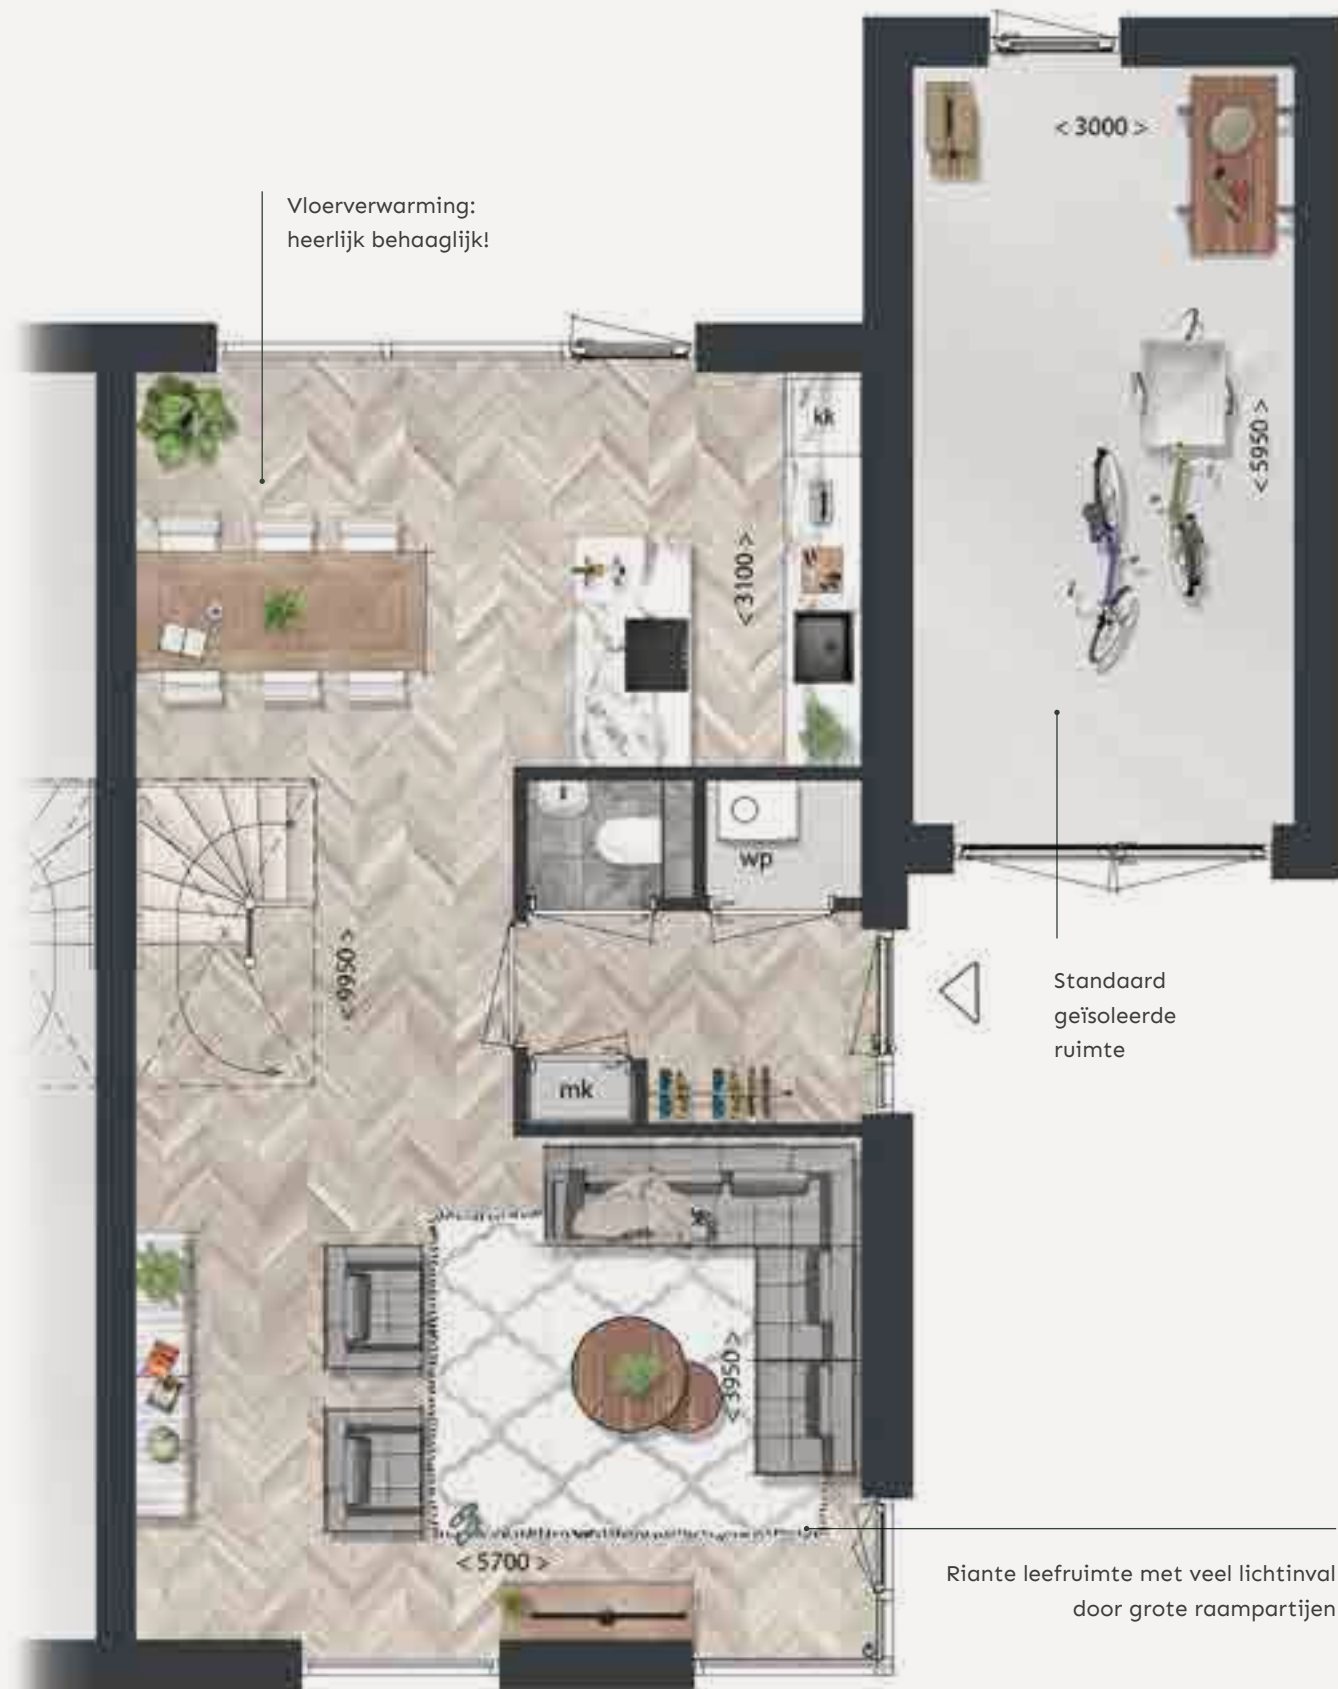 < 3000 >
Vloerverwarming:
heerlijk behaaglijk!
kk
< 5950 >
< 3100 >
wp
< 9950 >
Standaard
geïsoleerde
ruimte
mk
< 3950 >
< 5700 >
Riante leefruimte met veel lichtinval
door grote raampartijen